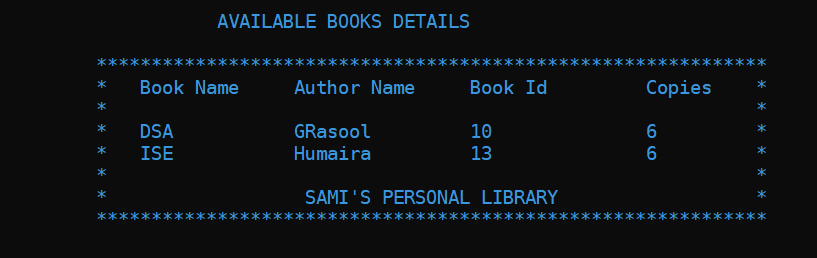 AVAILABLE BOOKS DETAILS
*************************************************************
* Book Name Author Name Book Id Copies *
* *
* DSA GRasool 10 6 *
* ISE Humaira 13 6 *
* *
* SAMI'S PERSONAL LIBRARY *
*************************************************************